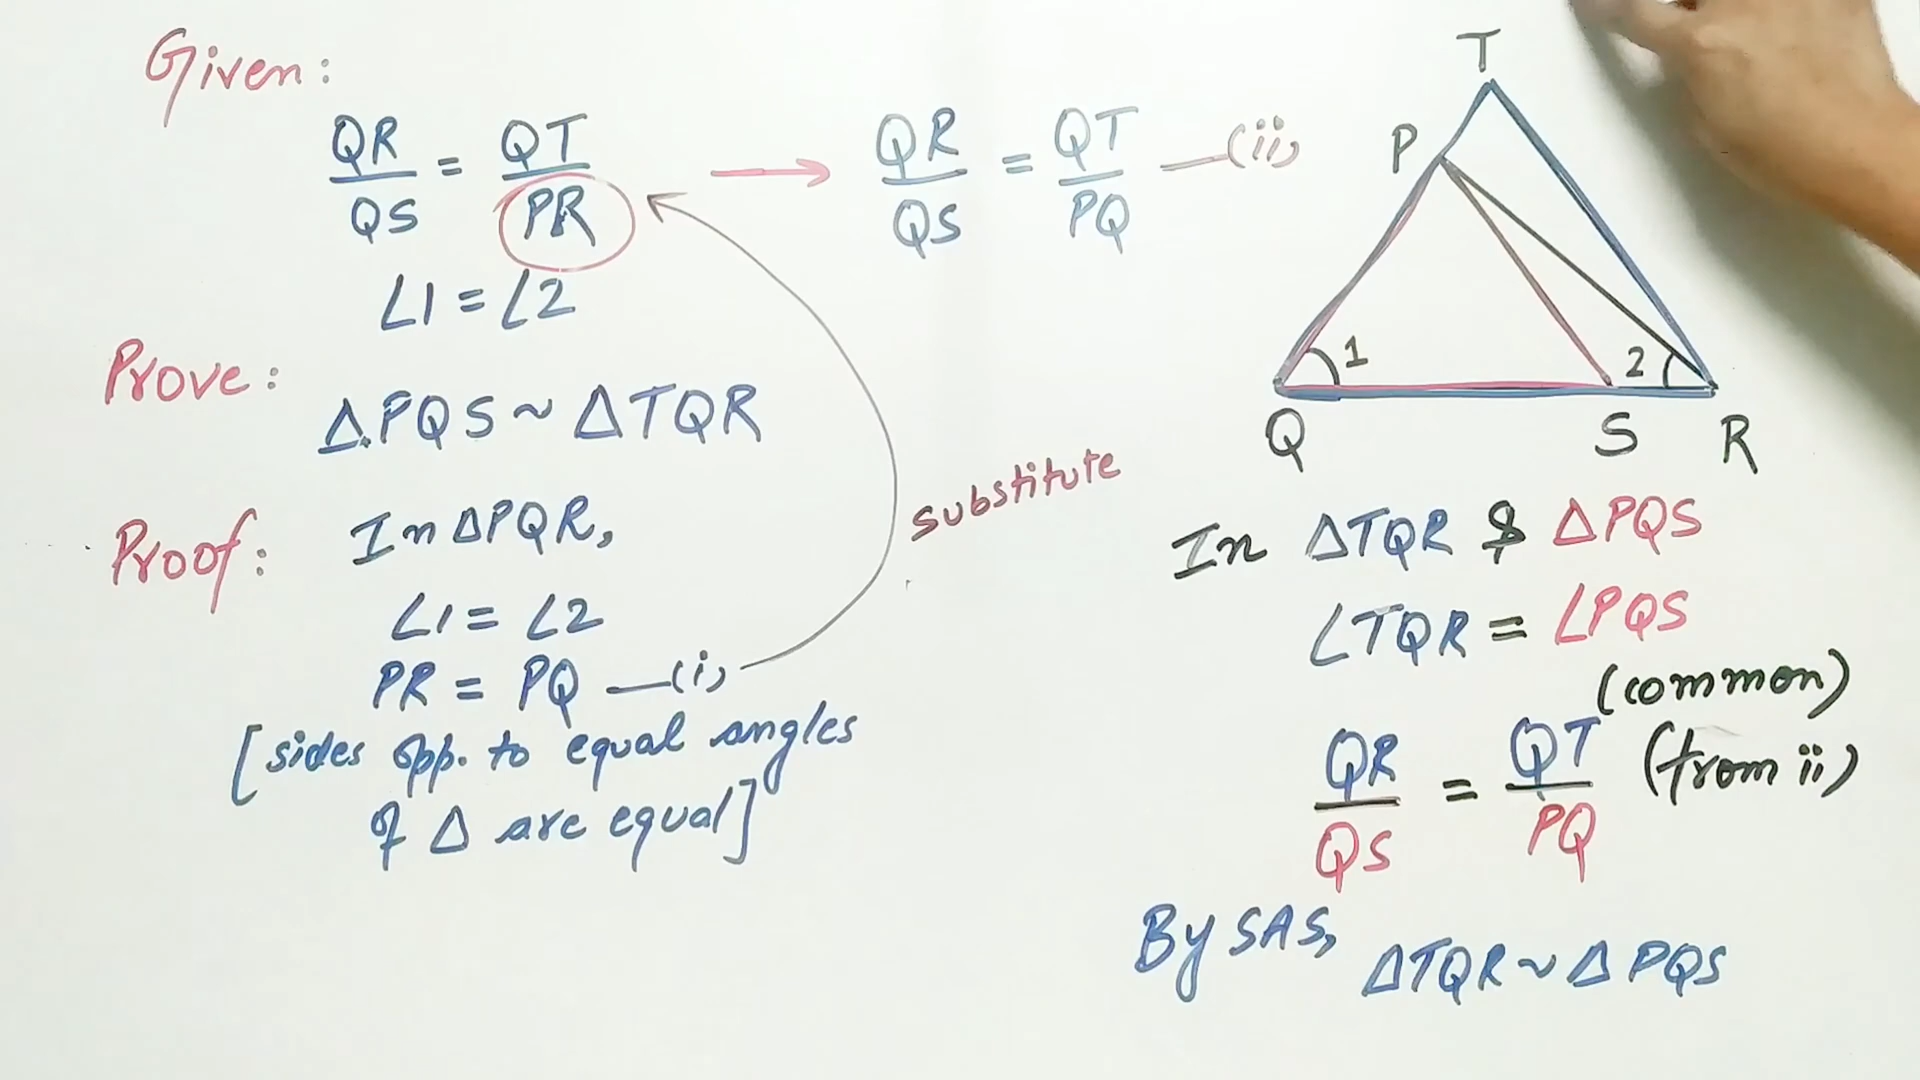 Given:
QR/QS = QT/PR → QR/QS = QT/PQ —(ii)
∠1 = ∠2
Prove:
ΔPQS ~ ΔTQR
Proof: In ΔPQR,
∠1 = ∠2
PR = PQ —(i)
[sides opp. to equal angles
of Δ are equal]
substitute
T
P
1
2
Q
S
R
In ΔTQR & ΔPQS
∠TQR = ∠PQS
(common)
QR/QS = QT/PQ (from ii)
By SAS, ΔTQR ~ ΔPQS